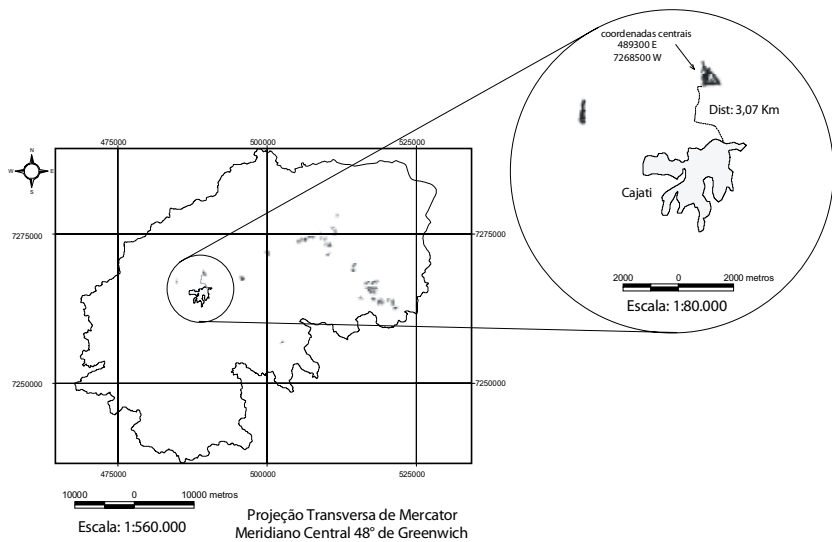 coordenadas centrais
489300 E
7268500 W
Dist: 3,07 Km
Cajati
2000 0 2000 metros
Escala: 1:80.000
N
W E
S
475000 500000 525000
7275000 7275000
7250000 7250000
475000 500000 525000
10000 0 10000 metros
Escala: 1:560.000
Projeção Transversa de Mercator
Meridiano Central 48° de Greenwich